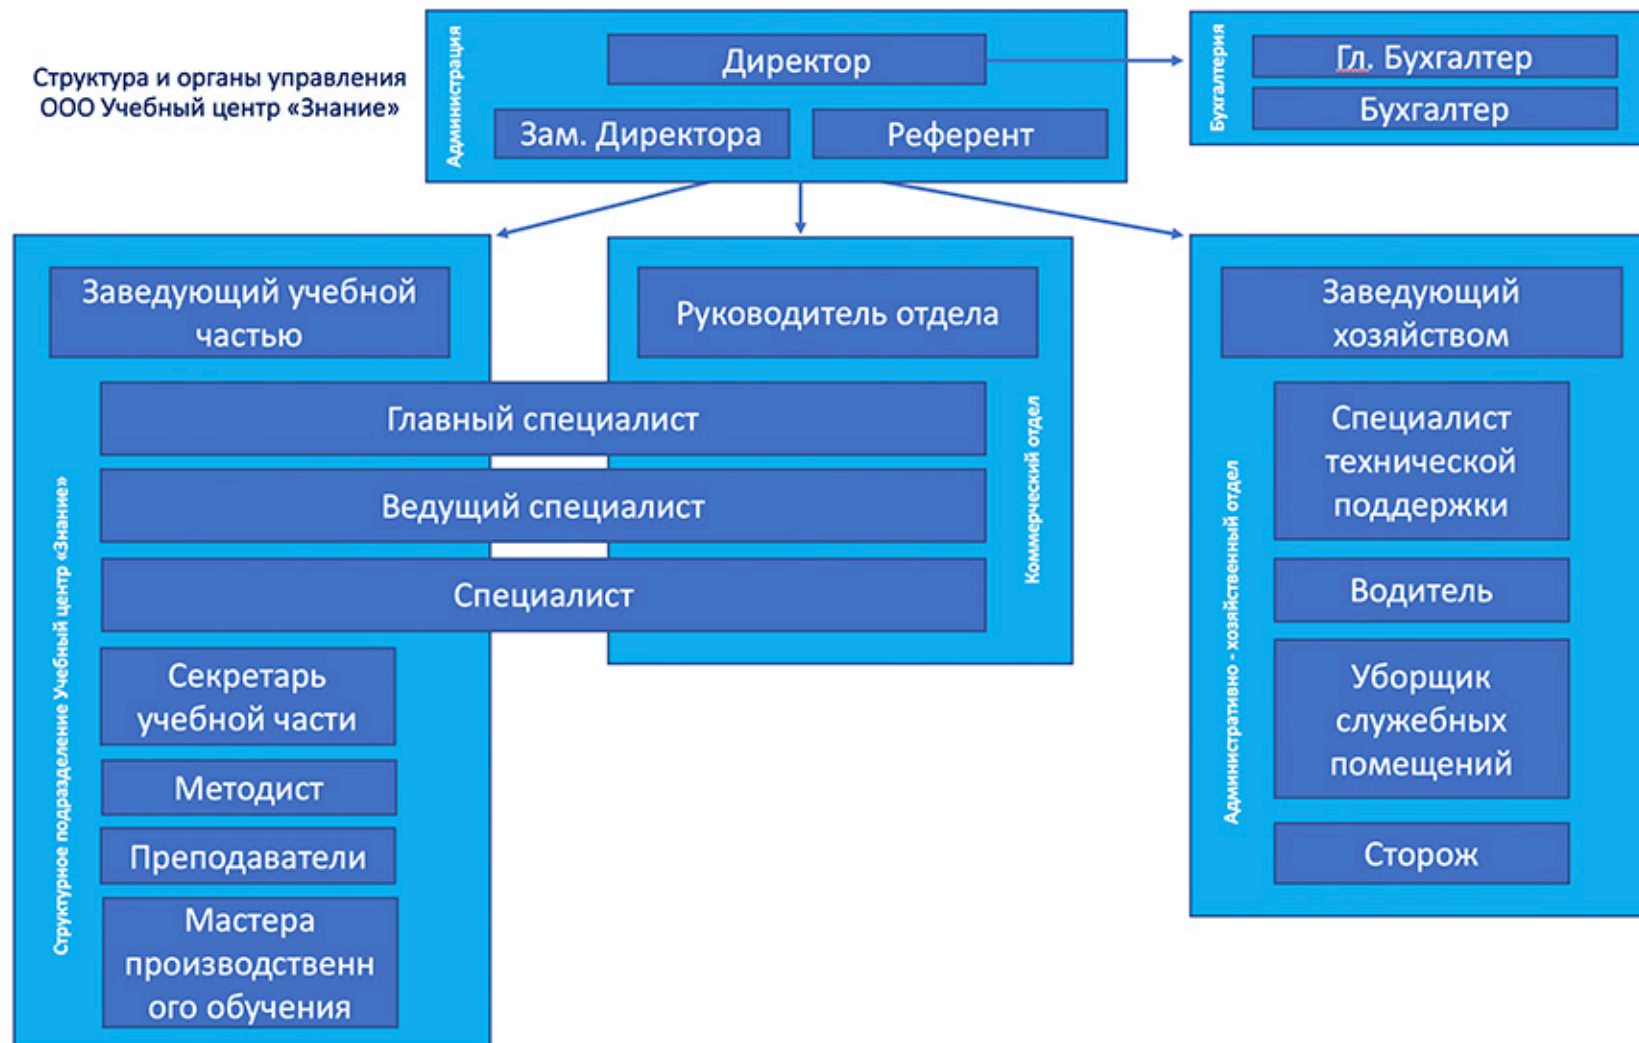 Структура и органы управления
ООО Учебный центр «Знание»
Администрация
Директор
Зам. Директора
Референт
Бухгалтерия
Гл. Бухгалтер
Бухгалтер
Структурное подразделение Учебный центр «Знание»
Заведующий учебной
частью
Руководитель отдела
Коммерческий отдел
Главный специалист
Ведущий специалист
Специалист
Секретарь
учебной части
Методист
Преподаватели
Мастера
производственн
ого обучения
Административно - хозяйственный отдел
Заведующий
хозяйством
Специалист
технической
поддержки
Водитель
Уборщик
служебных
помещений
Сторож